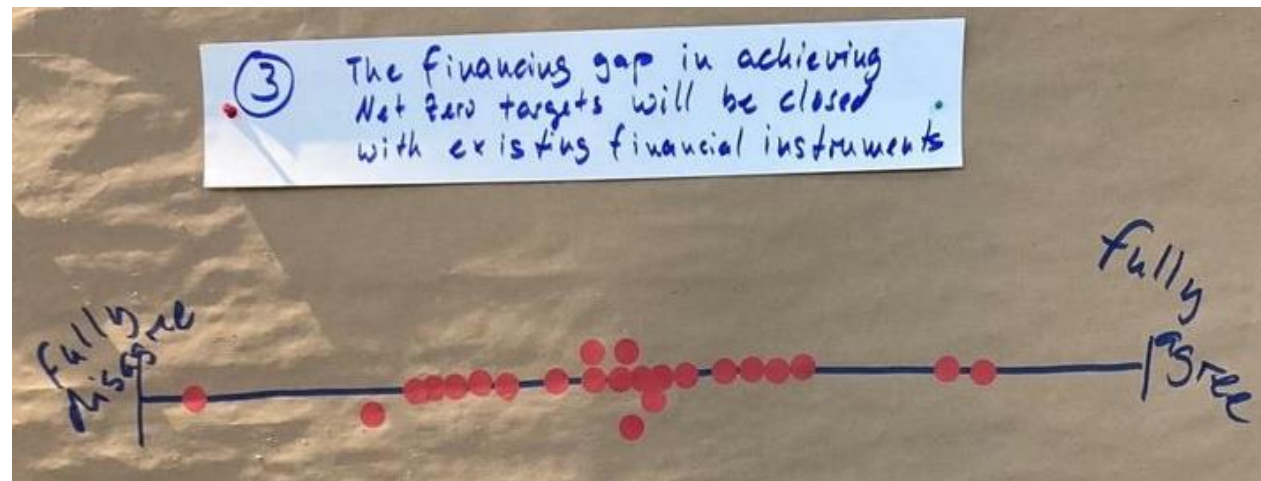 3
The financing gap in achieving
Net Zero targets will be closed
with existing financial instruments
fully
disagree
fully
agree